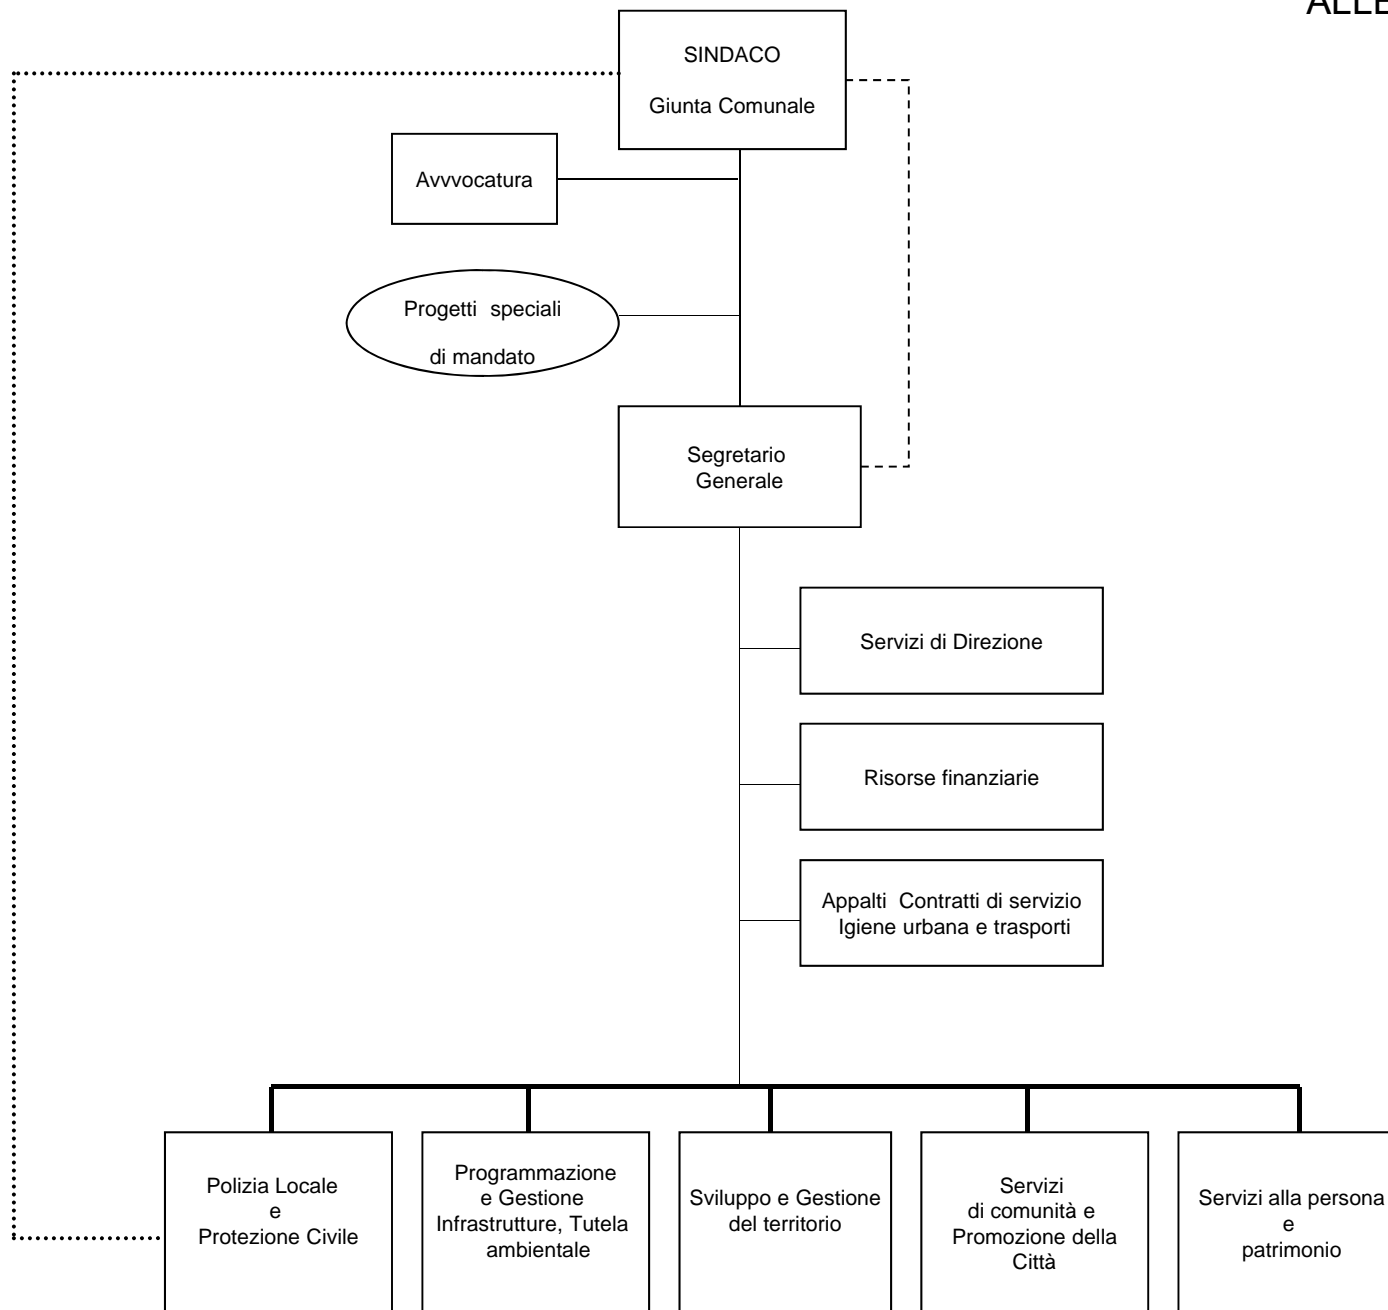 SINDACO
Giunta Comunale
Avvvocatura
Progetti speciali
di mandato
Segretario
Generale
Servizi di Direzione
Risorse finanziarie
Appalti Contratti di servizio
Igiene urbana e trasporti
Polizia Locale
e
Protezione Civile
Programmazione
e Gestione
Infrastrutture, Tutela
ambientale
Sviluppo e Gestione
del territorio
Servizi
di comunità e
Promozione della
Città
Servizi alla persona
e
patrimonio